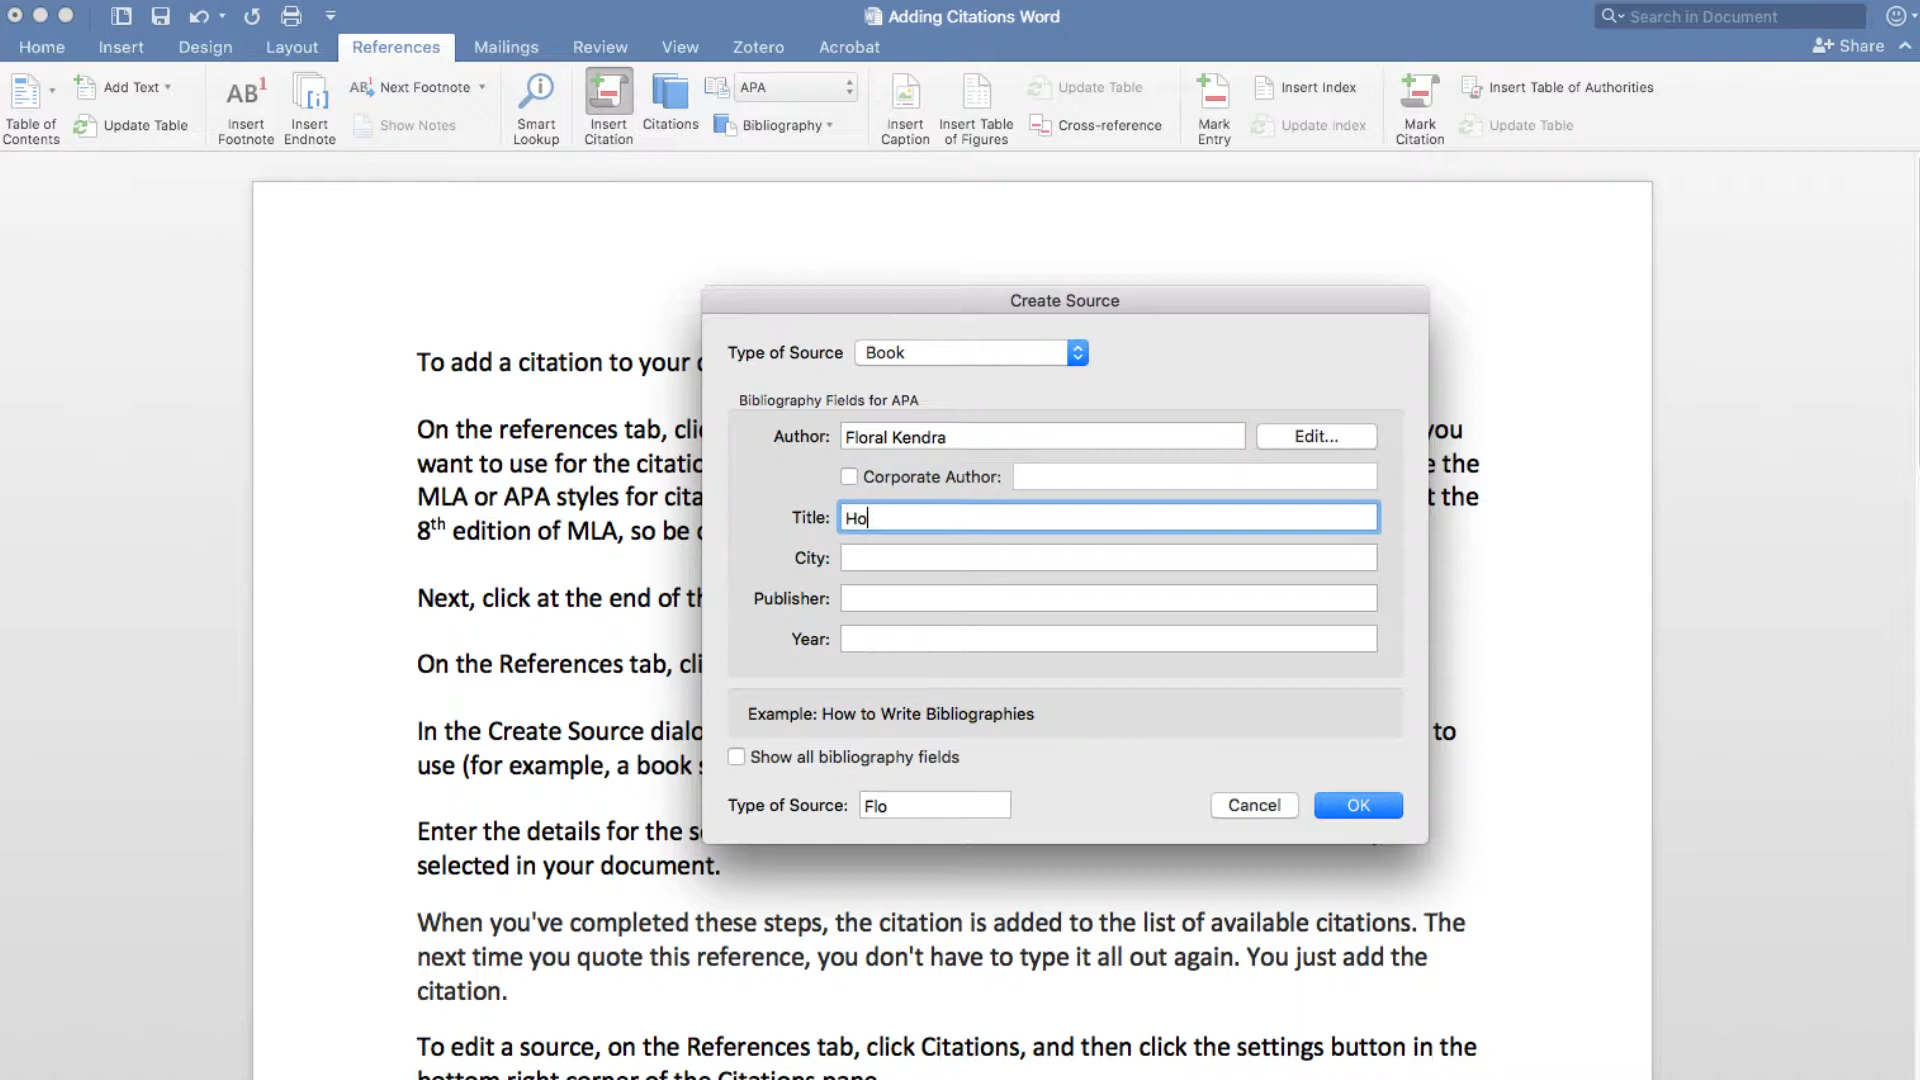 Adding Citations Word
Search in Document
Home Insert Design Layout References Mailings Review View Zotero Acrobat
Share
Table of Contents
Add Text
Update Table
AB1
Insert Footnote
[i]
Insert Endnote
AB1 Next Footnote
Show Notes
Smart Lookup
Insert Citation
Citations
APA
Bibliography
Insert Caption
Insert Table of Figures
Update Table
Cross-reference
Mark Entry
Insert Index
Update Index
Mark Citation
Insert Table of Authorities
Update Table
Create Source
Type of Source Book
Bibliography Fields for APA
Author: Floral Kendra Edit...
Corporate Author:
Title: Ho
City:
Publisher:
Year:
Example: How to Write Bibliographies
Show all bibliography fields
Type of Source: Flo Cancel OK
To add a citation to your
On the references tab, you
want to use for the e the
MLA or APA styles for t the
8th edition of MLA, so be
Next, click at the end of
On the References tab,
In the Create Source to
use (for example, a book
Enter the details for the
selected in your document.
When you've completed these steps, the citation is added to the list of available citations. The
next time you quote this reference, you don't have to type it all out again. You just add the
citation.
To edit a source, on the References tab, click Citations, and then click the settings button in the
bottom right corner of the Citations pane